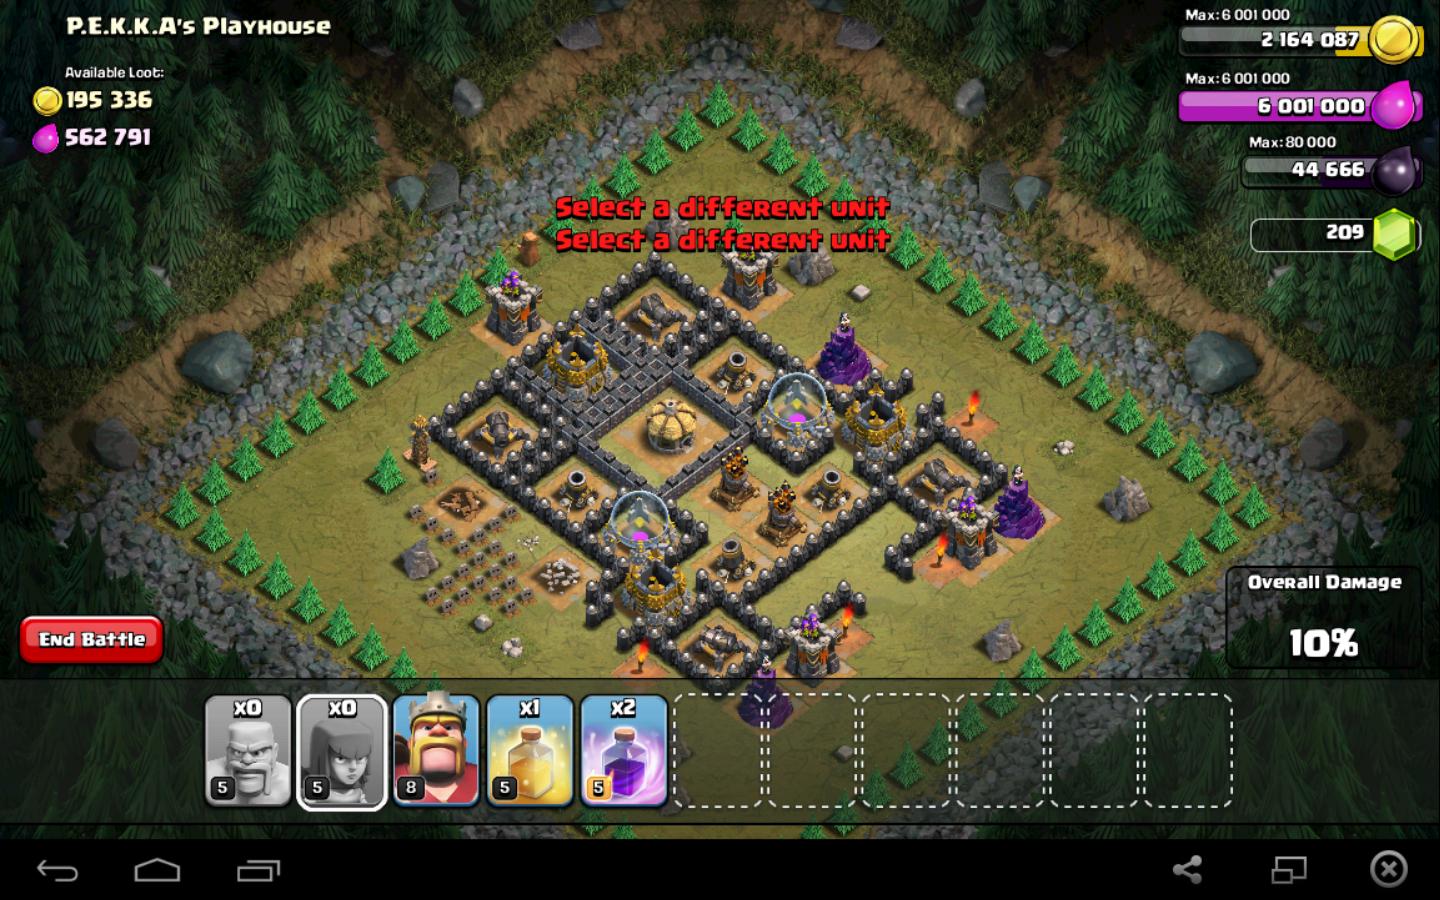 P.E.K.K.A's Playhouse
Available Loot:
195 336
562 791
Max: 6 001 000
2 164 087
Max: 6 001 000
6 001 000
Max: 80 000
44 666
209
Select a different unit
Select a different unit
Overall Damage
10%
End Battle
x0
x0
x1
x2
5
5
8
5
5